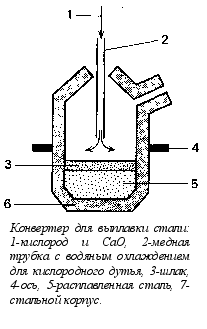 1
2
3
4
5
6
Конвертер для выплавки стали:
1-кислород и CaO, 2-медная
трубка с водяным охлаждением
для кислородного дутья, 3-шлак,
4-ось, 5-расплавленная сталь, 7-
стальной корпус.